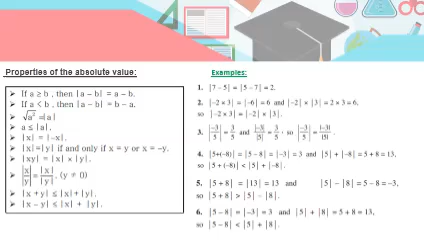 Properties of the absolute value:
➢ If a ≥ b , then |a – b| = a – b.
➢ If a < b , then |a – b| = b – a.
➢ √a² =|a|
➢ a ≤ |a|,
➢ |x| = |–x|.
➢ |x|=|y| if and only if x = y or x = –y.
➢ |xy| = |x| x |y|.
➢ |x/y| = |x|/|y| , (y ≠ 0)
➢ |x +y| ≤ |x|+|y|.
➢ |x – y| ≤ |x| + |y|.
Examples:
1. |7 – 5| = |5 – 7| = 2.
2. |–2 × 3| = |–6| = 6 and |–2| × |3| = 2 × 3 = 6,
so |–2 × 3| = |–2| × |3|.
3. |–3/5| = 3/5 and |–3|/|5| = 3/5 , so |–3/5| = |–3|/|5| .
4. |5+(–8)| = |5 – 8| = |–3| = 3 and |5| + |–8| = 5 + 8 = 13,
so |5 + (–8)| < |5| + |–8|.
5. |5 + 8| = |13| = 13 and |5| – |8| = 5 – 8 = –3,
so |5 + 8| > |5| – |8|.
6. |5 – 8| = |–3| = 3 and |5| + |8| = 5 + 8 = 13,
so |5 – 8| < |5| + |8|.